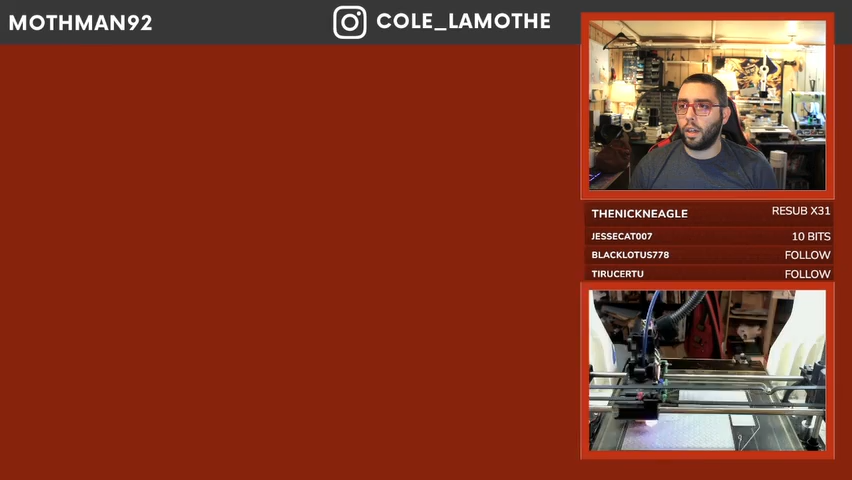 MOTHMAN92
COLE_LAMOTHE
THENICKNEAGLE RESUB X31
JESSECAT007 10 BITS
BLACKLOTUS778 FOLLOW
TIRUCERTU FOLLOW